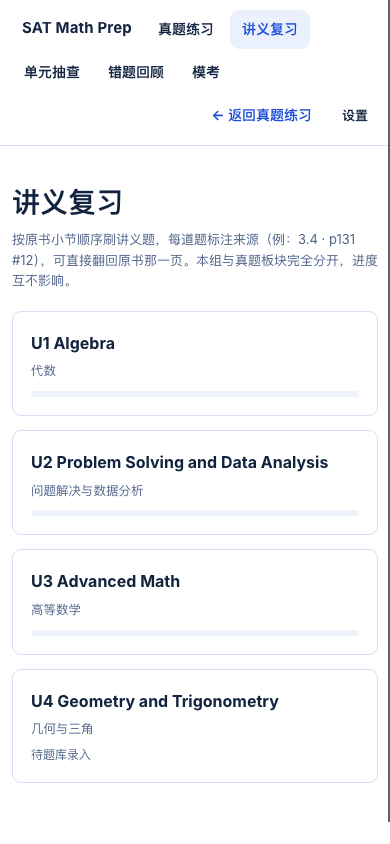 SAT Math Prep 真题练习 讲义复习
单元抽查 错题回顾 模考
← 返回真题练习 设置
讲义复习
按原书小节顺序刷讲义题，每道题标注来源（例：3.4 · p131
#12），可直接翻回原书那一页。本组与真题板块完全分开，进度
互不影响。
U1 Algebra
代数
U2 Problem Solving and Data Analysis
问题解决与数据分析
U3 Advanced Math
高等数学
U4 Geometry and Trigonometry
几何与三角
待题库录入